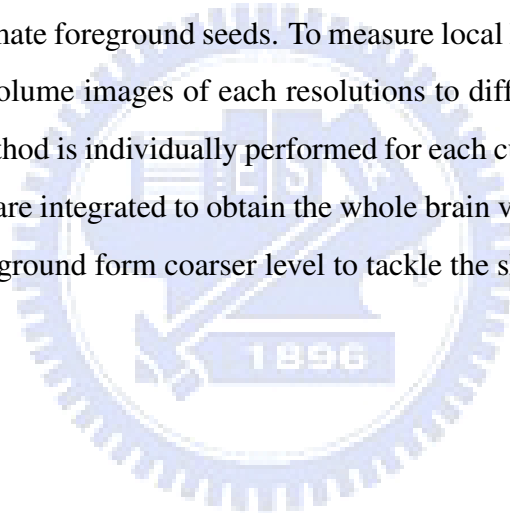 mate foreground seeds. To measure local
olume images of each resolutions to diff
thod is individually performed for each c
are integrated to obtain the whole brain v
ground form coarser level to tackle the s
1896